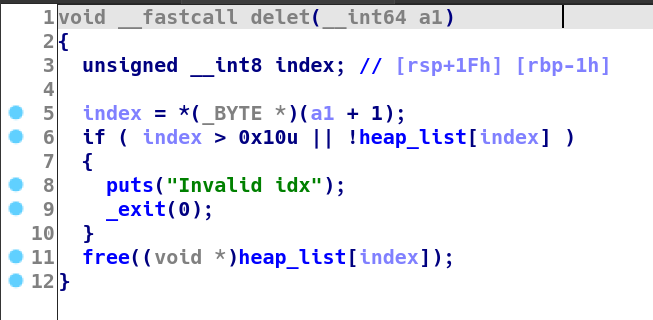 1 void __fastcall delet(__int64 a1)
2 {
3   unsigned __int8 index; // [rsp+1Fh] [rbp-1h]
4
5   index = *(_BYTE *)(a1 + 1);
6   if ( index > 0x10u || !heap_list[index] )
7   {
8     puts("Invalid idx");
9     _exit(0);
10   }
11   free((void *)heap_list[index]);
12 }